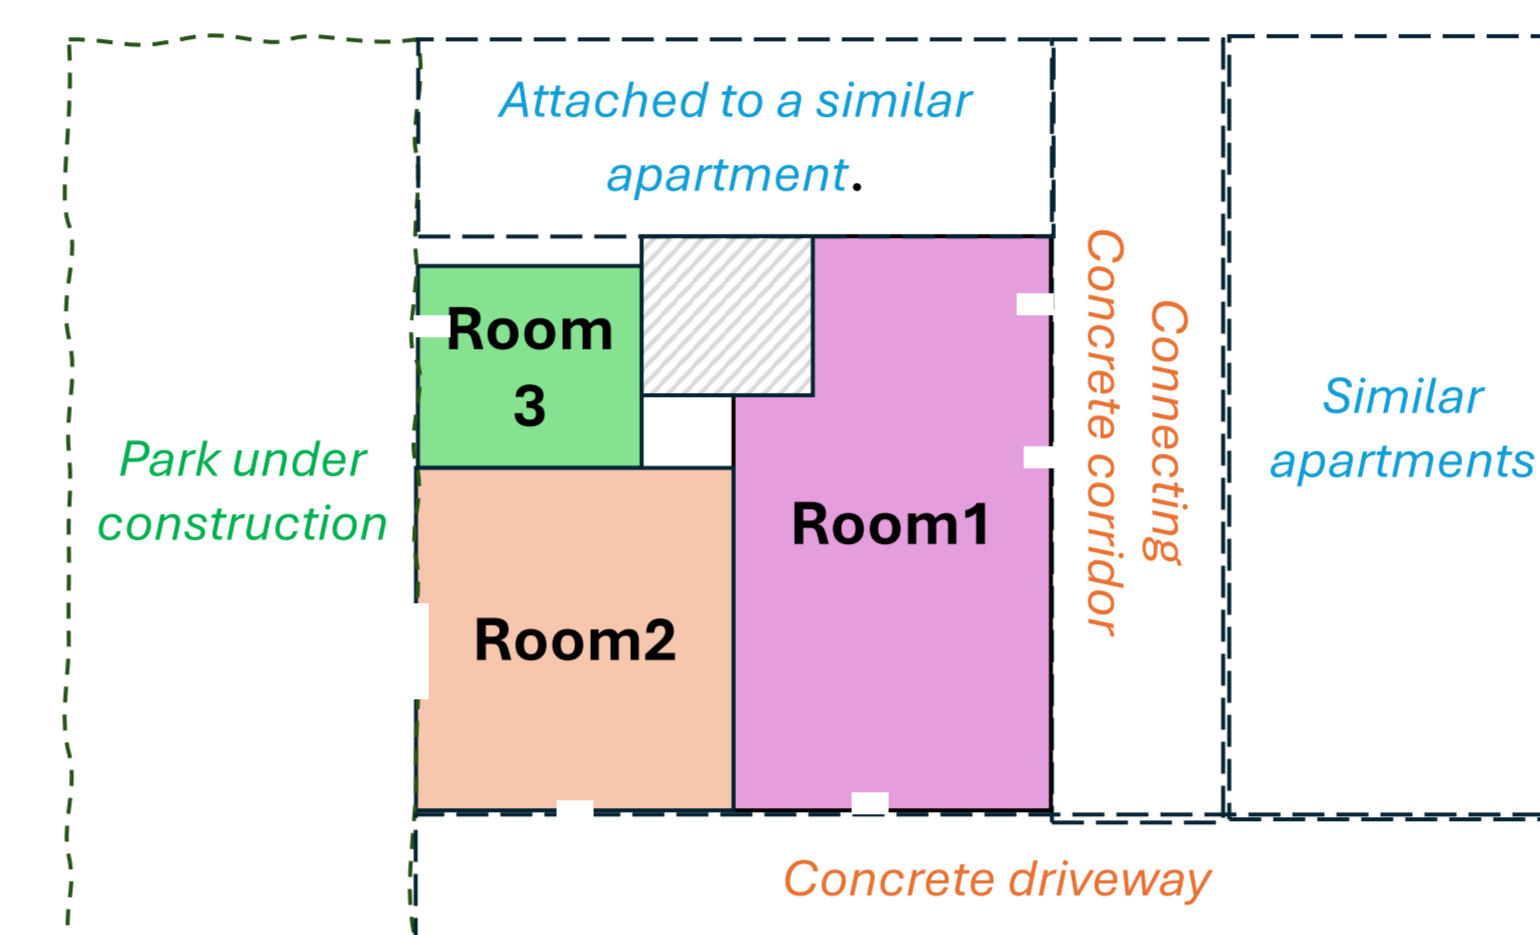 Attached to a similar
apartment.
Room
3
Park under
construction
Room2
Room1
Connecting
Concrete corridor
Similar
apartments
Concrete driveway